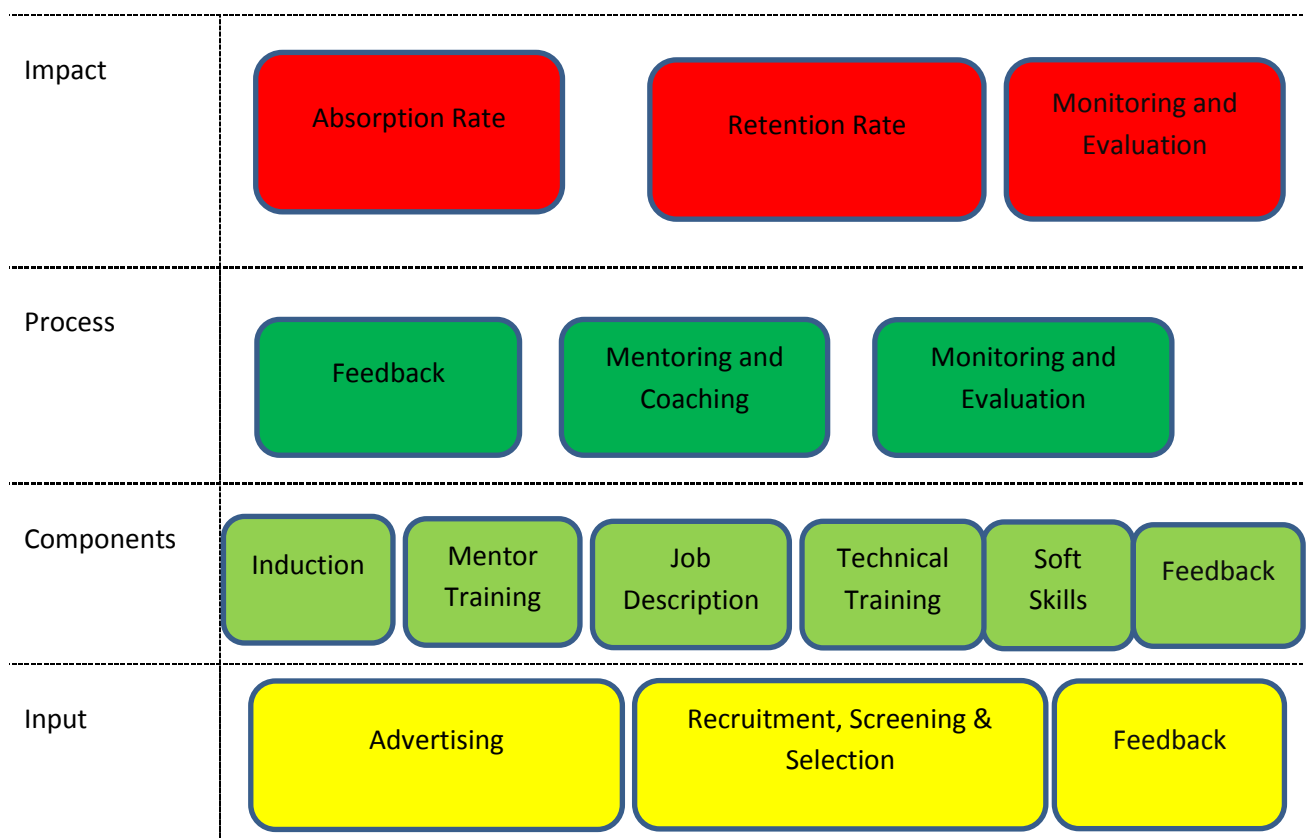 Impact
Absorption Rate
Retention Rate
Monitoring and
Evaluation
Process
Feedback
Mentoring and
Coaching
Monitoring and
Evaluation
Components
Induction
Mentor
Training
Job
Description
Technical
Training
Soft
Skills
Feedback
Input
Advertising
Recruitment, Screening &
Selection
Feedback